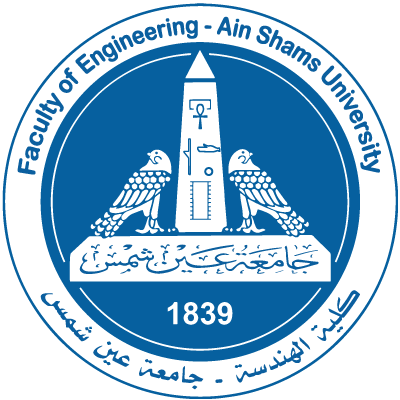 Faculty of Engineering - Ain Shams University
جامعة عين شمس
1839
كلية الهندسة - جامعة عين شمس